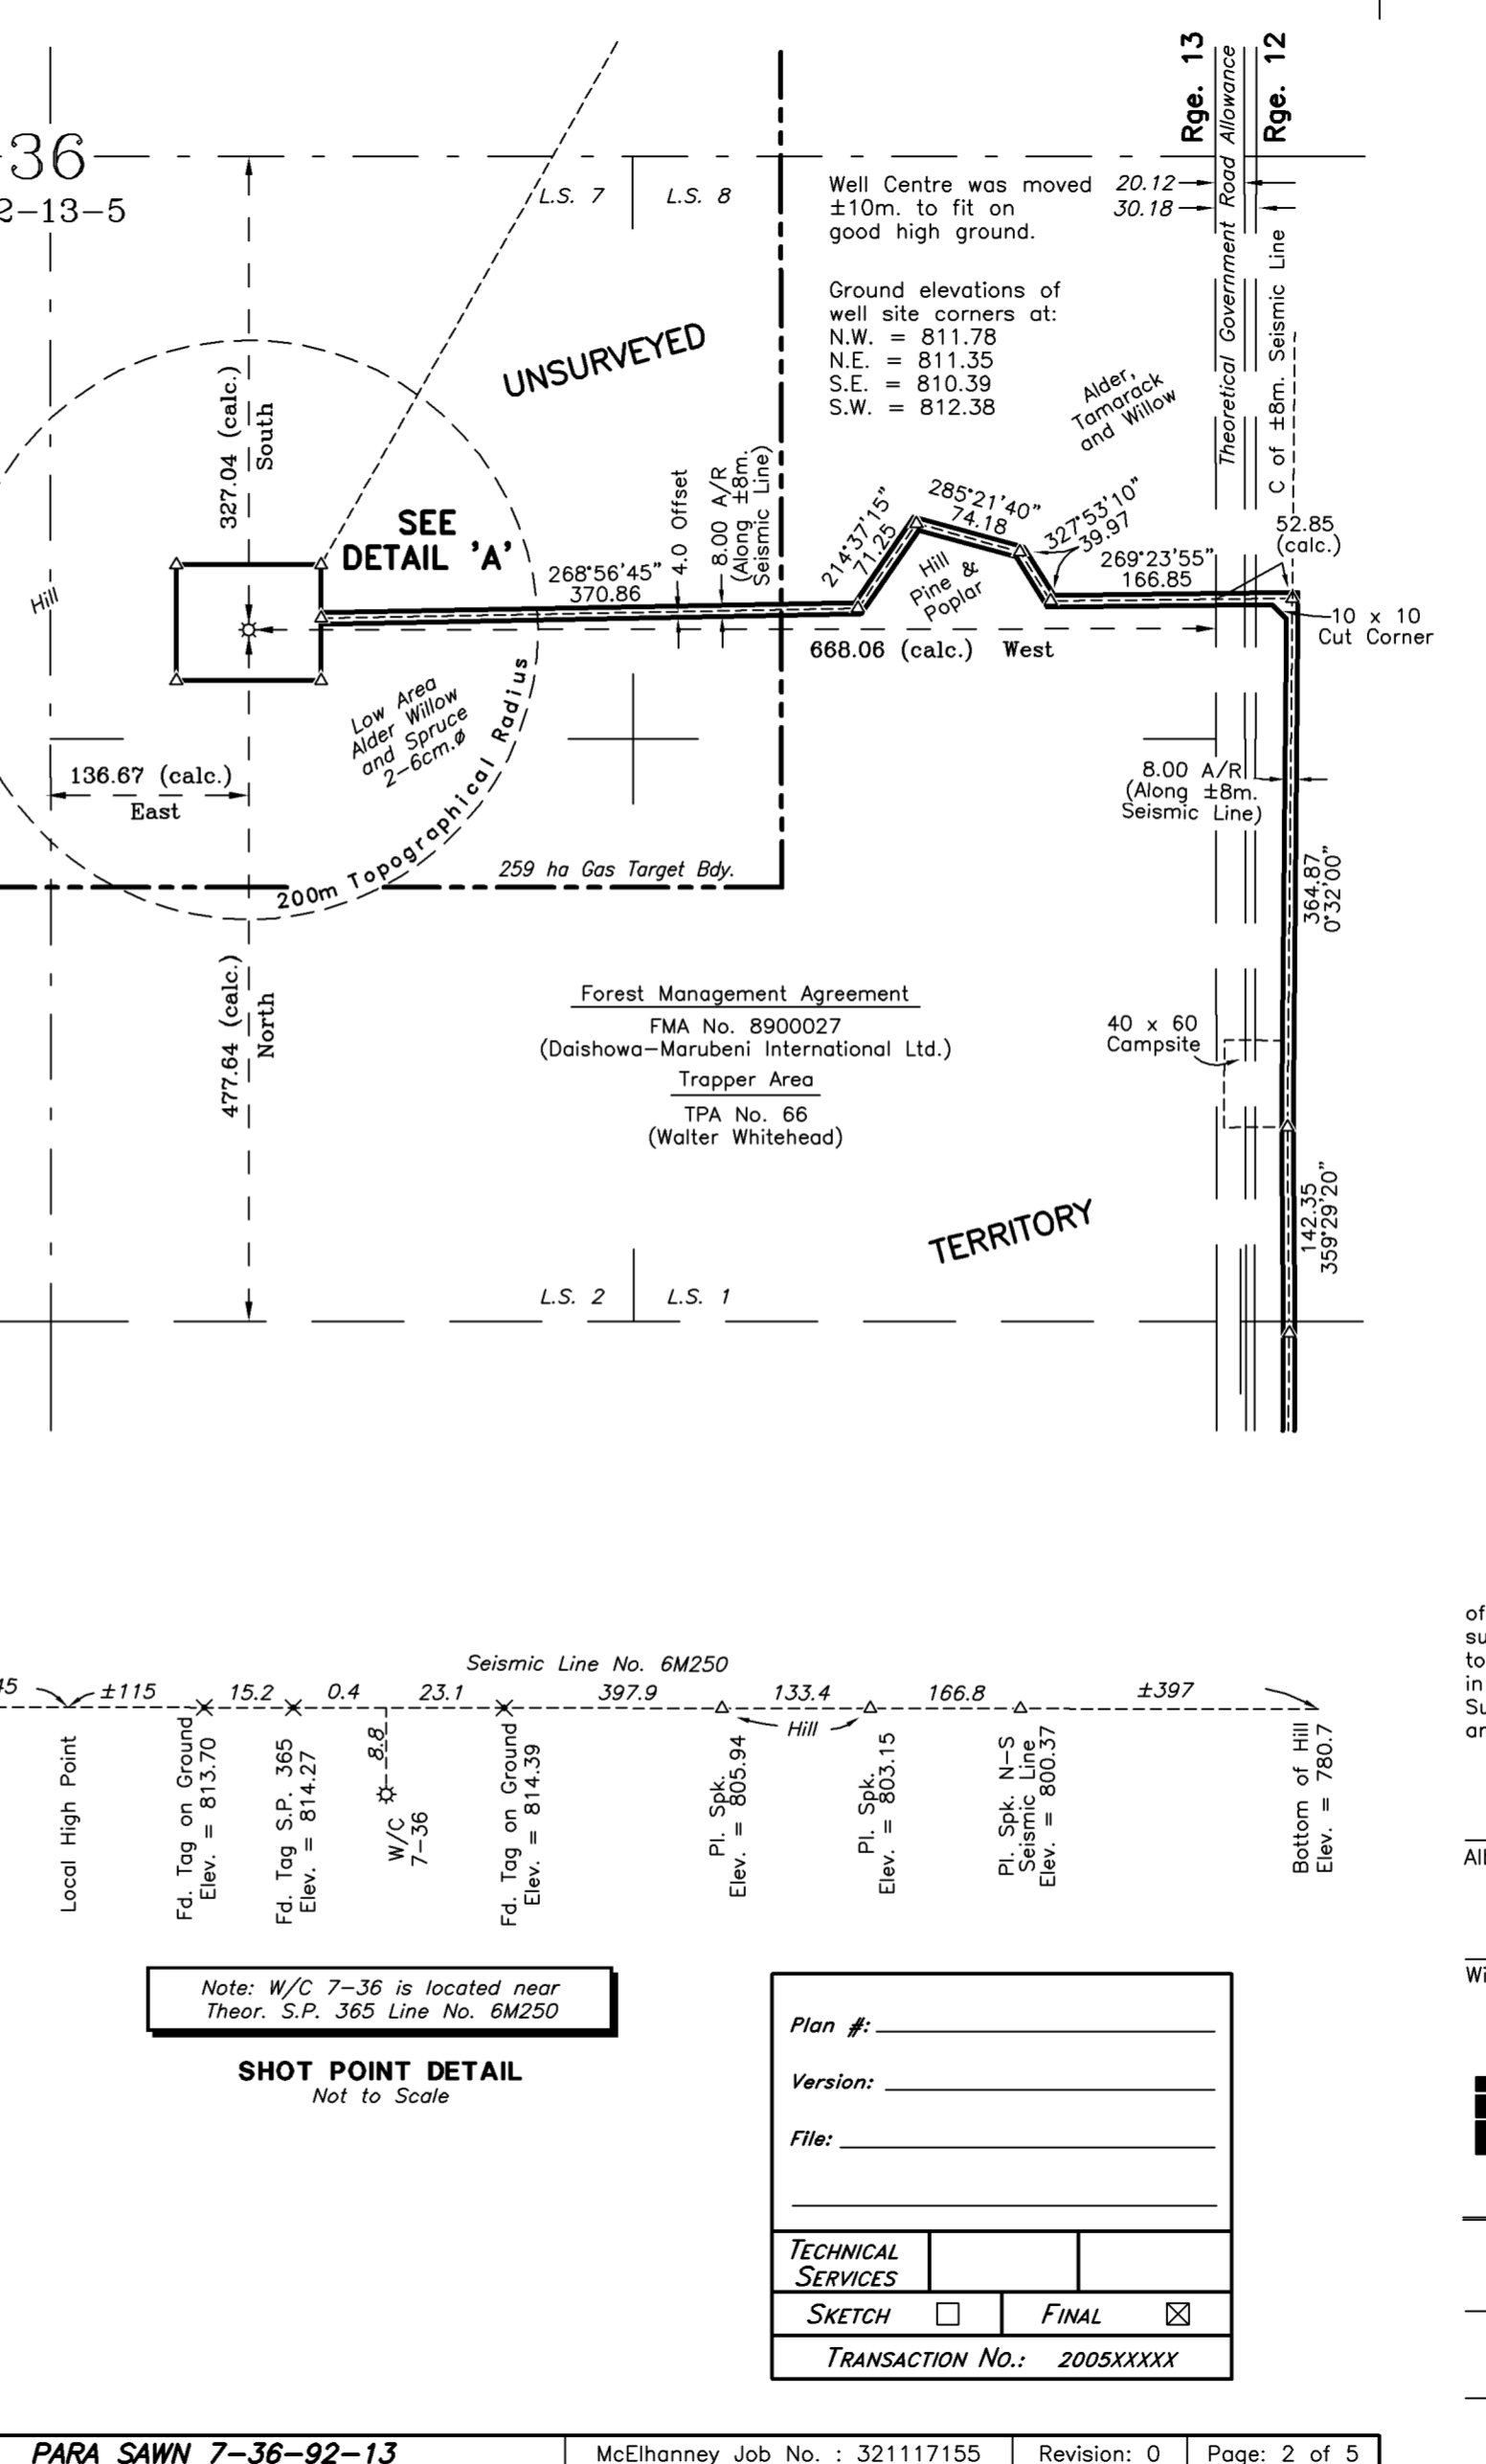 Rge. 13
Theoretical Government Road Allowance
Rge. 12
36
2-13-5
L.S. 7
L.S. 8
Well Centre was moved
±10m. to fit on
good high ground.
20.12
30.18
Ground elevations of
well site corners at:
N.W. = 811.78
N.E. = 811.35
S.E. = 810.39
S.W. = 812.38
C of ±8m. Seismic Line
UNSURVEYED
Alder,
Tamarack
and Willow
327.04 (calc.)
South
SEE
DETAIL 'A'
Hill
268°56'45"
370.86
4.0 Offset
8.00 A/R
(Along ±8m.
Seismic Line)
214°37'15"
71.25
285°21'40"
74.18
327°53'10"
39.97
Hill
Pine &
Poplar
269°23'55"
166.85
52.85
(calc.)
10 x 10
Cut Corner
668.06 (calc.) West
Low Area
Alder Willow
and Spruce
2-6cm.ø
200m Topographical Radius
136.67 (calc.)
East
8.00 A/R
(Along ±8m.
Seismic Line)
259 ha Gas Target Bdy.
364.87
0°32'00"
477.64 (calc.)
North
Forest Management Agreement
FMA No. 8900027
(Daishowa-Marubeni International Ltd.)
Trapper Area
TPA No. 66
(Walter Whitehead)
40 x 60
Campsite
142.35
359°29'20"
TERRITORY
L.S. 2
L.S. 1
Seismic Line No. 6M250
45
±115
15.2
0.4
23.1
397.9
133.4
166.8
±397
Hill
8.8
Local High Point
Fd. Tag on Ground
Elev. = 813.70
Fd. Tag S.P. 365
Elev. = 814.27
W/C
7-36
Fd. Tag on Ground
Elev. = 814.39
Pl. Spk.
Elev. = 805.94
Pl. Spk.
Elev. = 803.15
Pl. Spk. N-S
Seismic Line
Elev. = 800.37
Bottom of Hill
Elev. = 780.7
of
su
to
in
Su
ar
All
Wi
Note: W/C 7-36 is located near
Theor. S.P. 365 Line No. 6M250
SHOT POINT DETAIL
Not to Scale
Plan #:
Version:
File:
TECHNICAL
SERVICES
SKETCH
FINAL
TRANSACTION NO.: 2005XXXXX
PARA SAWN 7-36-92-13
McElhanney Job No. : 321117155
Revision: 0
Page: 2 of 5